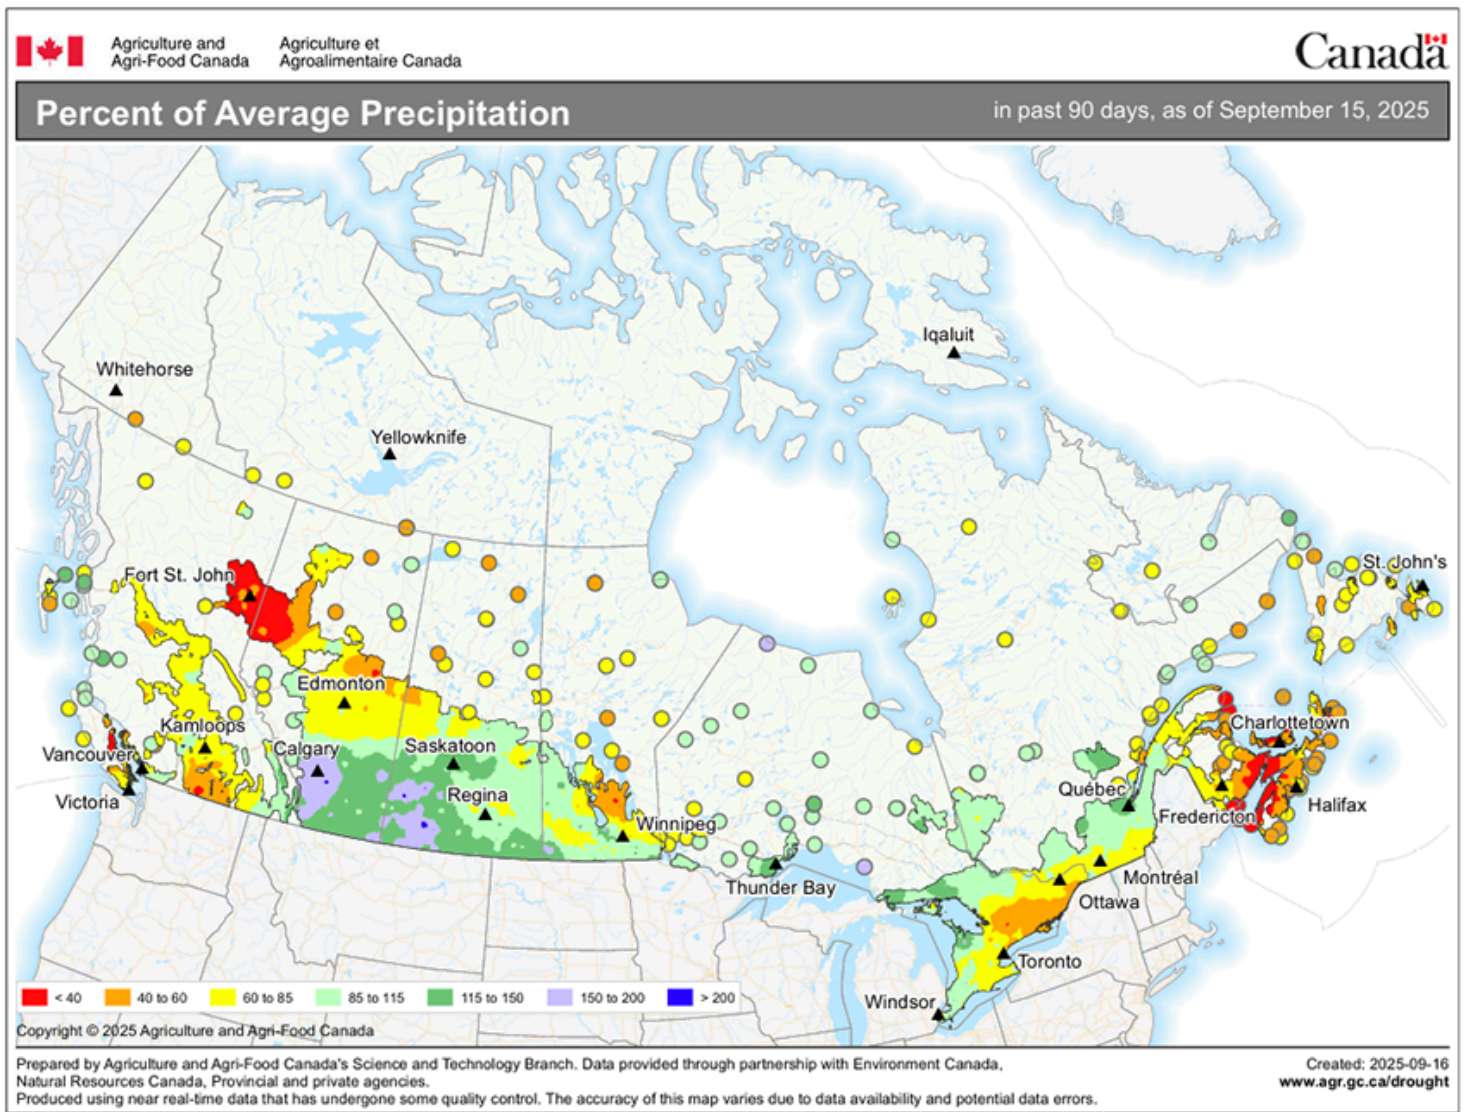 Agriculture and
Agri-Food Canada
Agriculture et
Agroalimentaire Canada
Canada
Percent of Average Precipitation
in past 90 days, as of September 15, 2025
Iqaluit
Whitehorse
Yellowknife
St. John's
Fort St. John
Edmonton
Kamloops
Charlottetown
Vancouver
Calgary
Saskatoon
Québec
Victoria
Regina
Halifax
Winnipeg
Fredericton
Thunder Bay
Montréal
Ottawa
Toronto
Windsor
< 40
40 to 60
60 to 85
85 to 115
115 to 150
150 to 200
> 200
Copyright © 2025 Agriculture and Agri-Food Canada
Prepared by Agriculture and Agri-Food Canada's Science and Technology Branch. Data provided through partnership with Environment Canada,
Natural Resources Canada, Provincial and private agencies.
Produced using near real-time data that has undergone some quality control. The accuracy of this map varies due to data availability and potential data errors.
Created: 2025-09-16
www.agr.gc.ca/drought